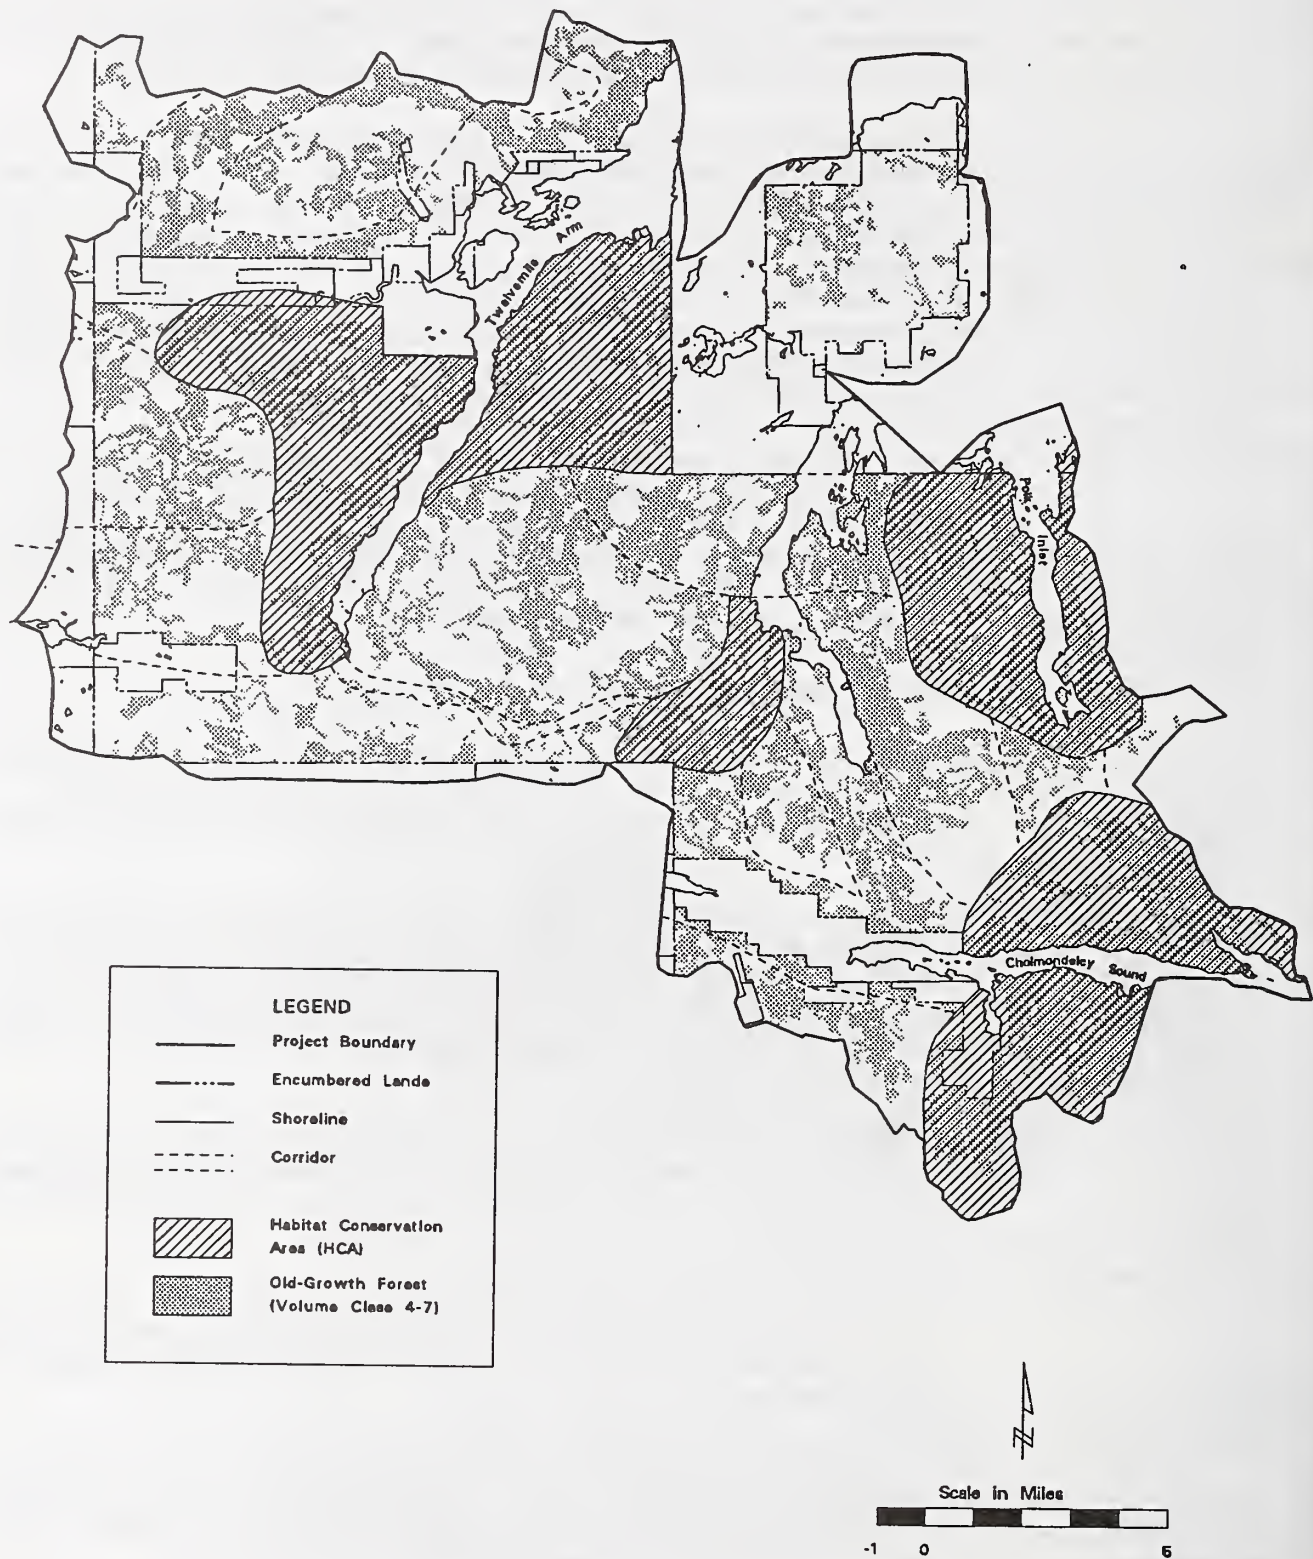 Twelvemile
Arm
Polk
Inlet
Cholmondeley Sound
LEGEND
Project Boundary
Encumbered Lands
Shoreline
Corridor
Habitat Conservation
Area (HCA)
Old-Growth Forest
(Volume Class 4-7)
N
Scale in Miles
-1 0 5